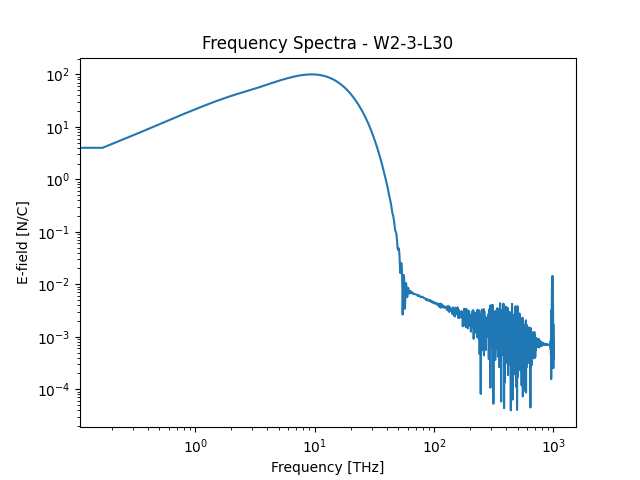 Frequency Spectra - W2-3-L30
E-field [N/C]
10²
10¹
10⁰
10⁻¹
10⁻²
10⁻³
10⁻⁴
10⁰ 10¹ 10² 10³
Frequency [THz]